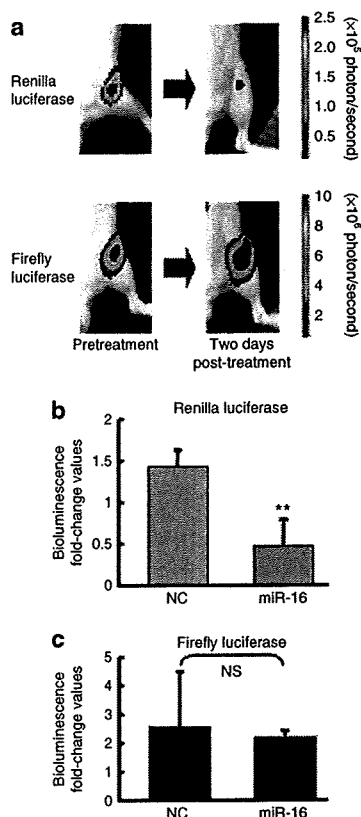 a
Renilla
luciferase
2.5
2.0
1.5
1.0
0.5
(×10⁵ photon/second)
Firefly
luciferase
10
8
6
4
2
(×10⁶ photon/second)
Pretreatment
Two days
post-treatment
b
Renilla luciferase
Bioluminescence
fold-change values
2
1.5
1
0.5
0
**
NC
miR-16
c
Firefly luciferase
NS
Bioluminescence
fold-change values
5
4
3
2
1
0
NC
miR-16